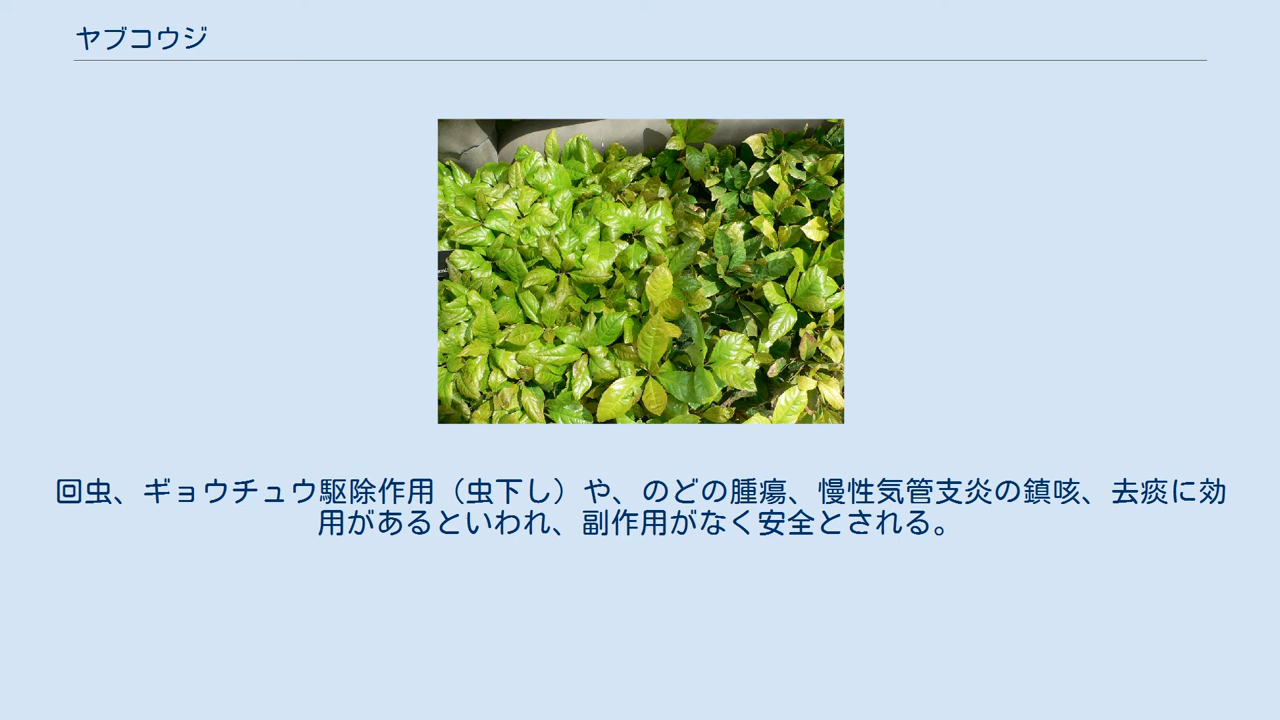 ヤブコウジ
回虫、ギョウチュウ駆除作用（虫下し）や、のどの腫瘍、慢性気管支炎の鎮咳、去痰に効
用があるといわれ、副作用がなく安全とされる。